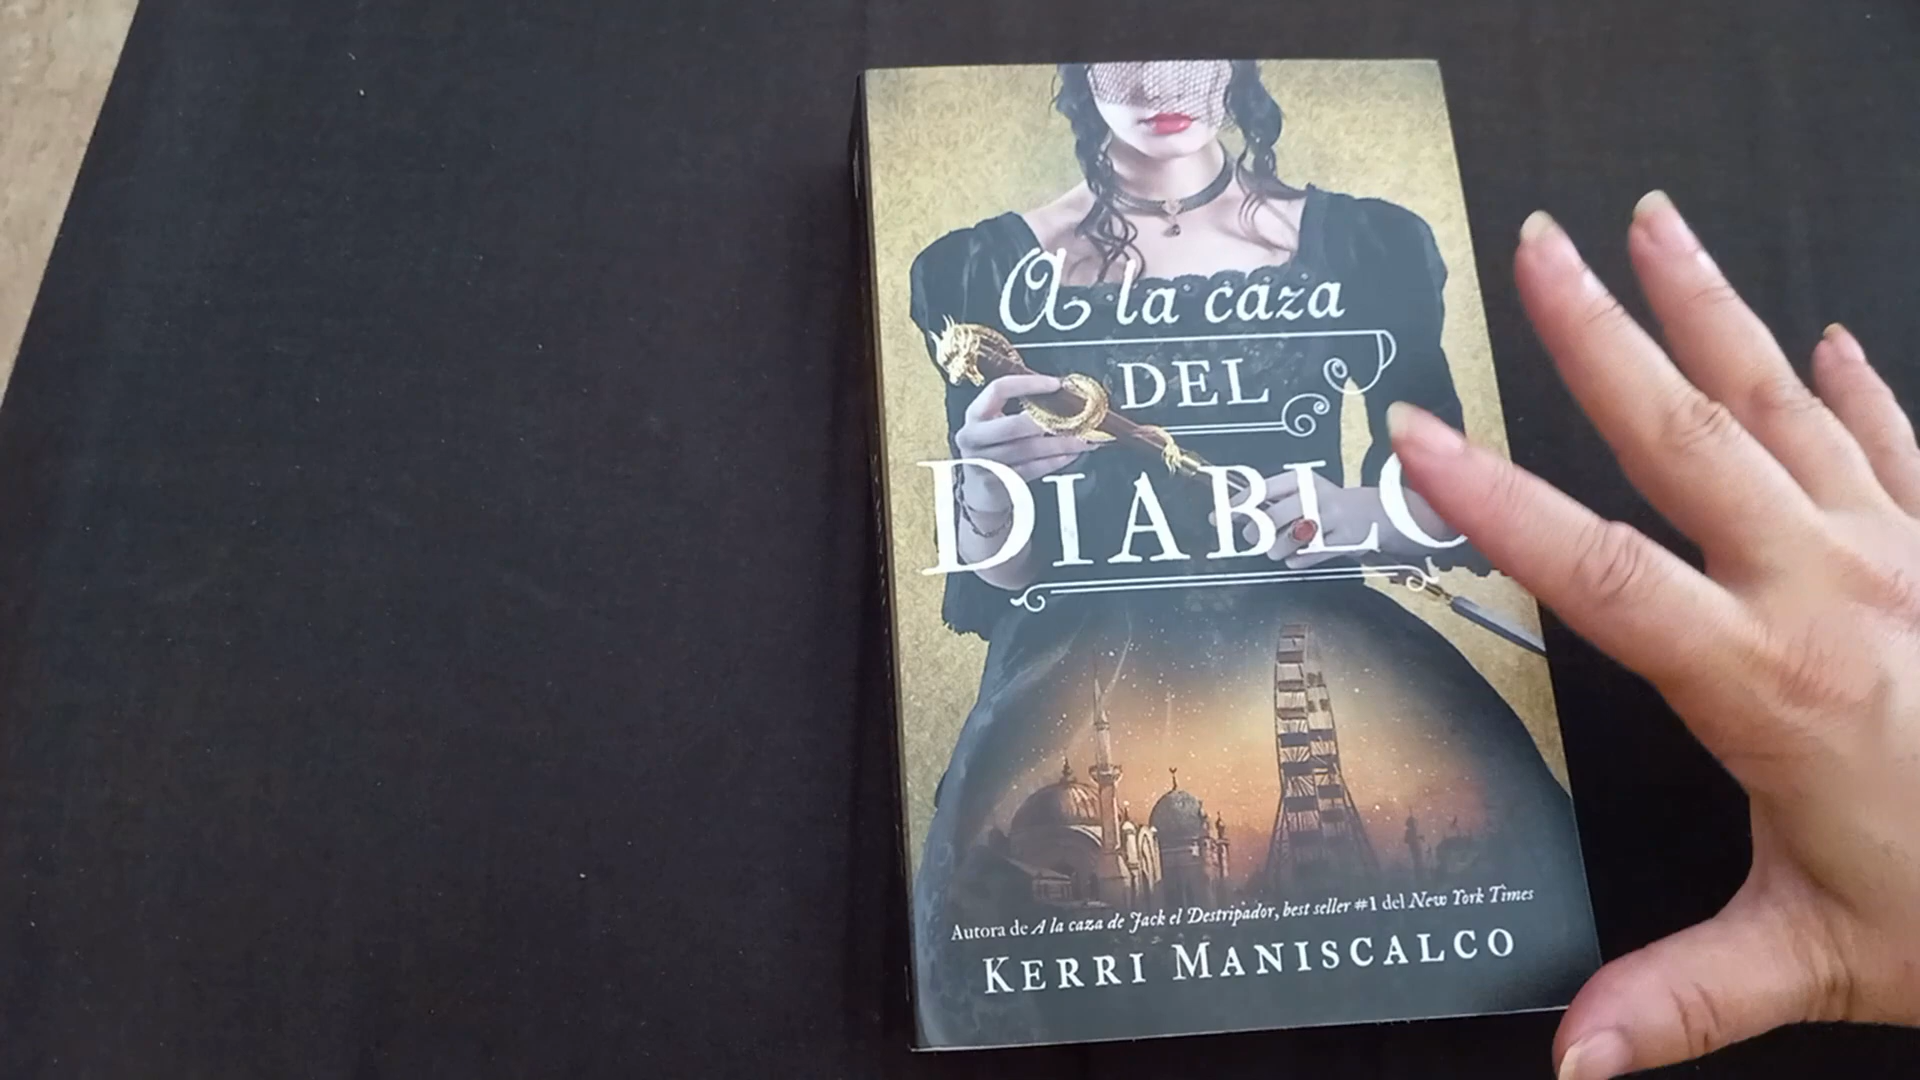 A la caza
DEL
DIABLO
Autora de A la caza de Jack el Destripador, best seller #1 del New York Times
KERRI MANISCALCO